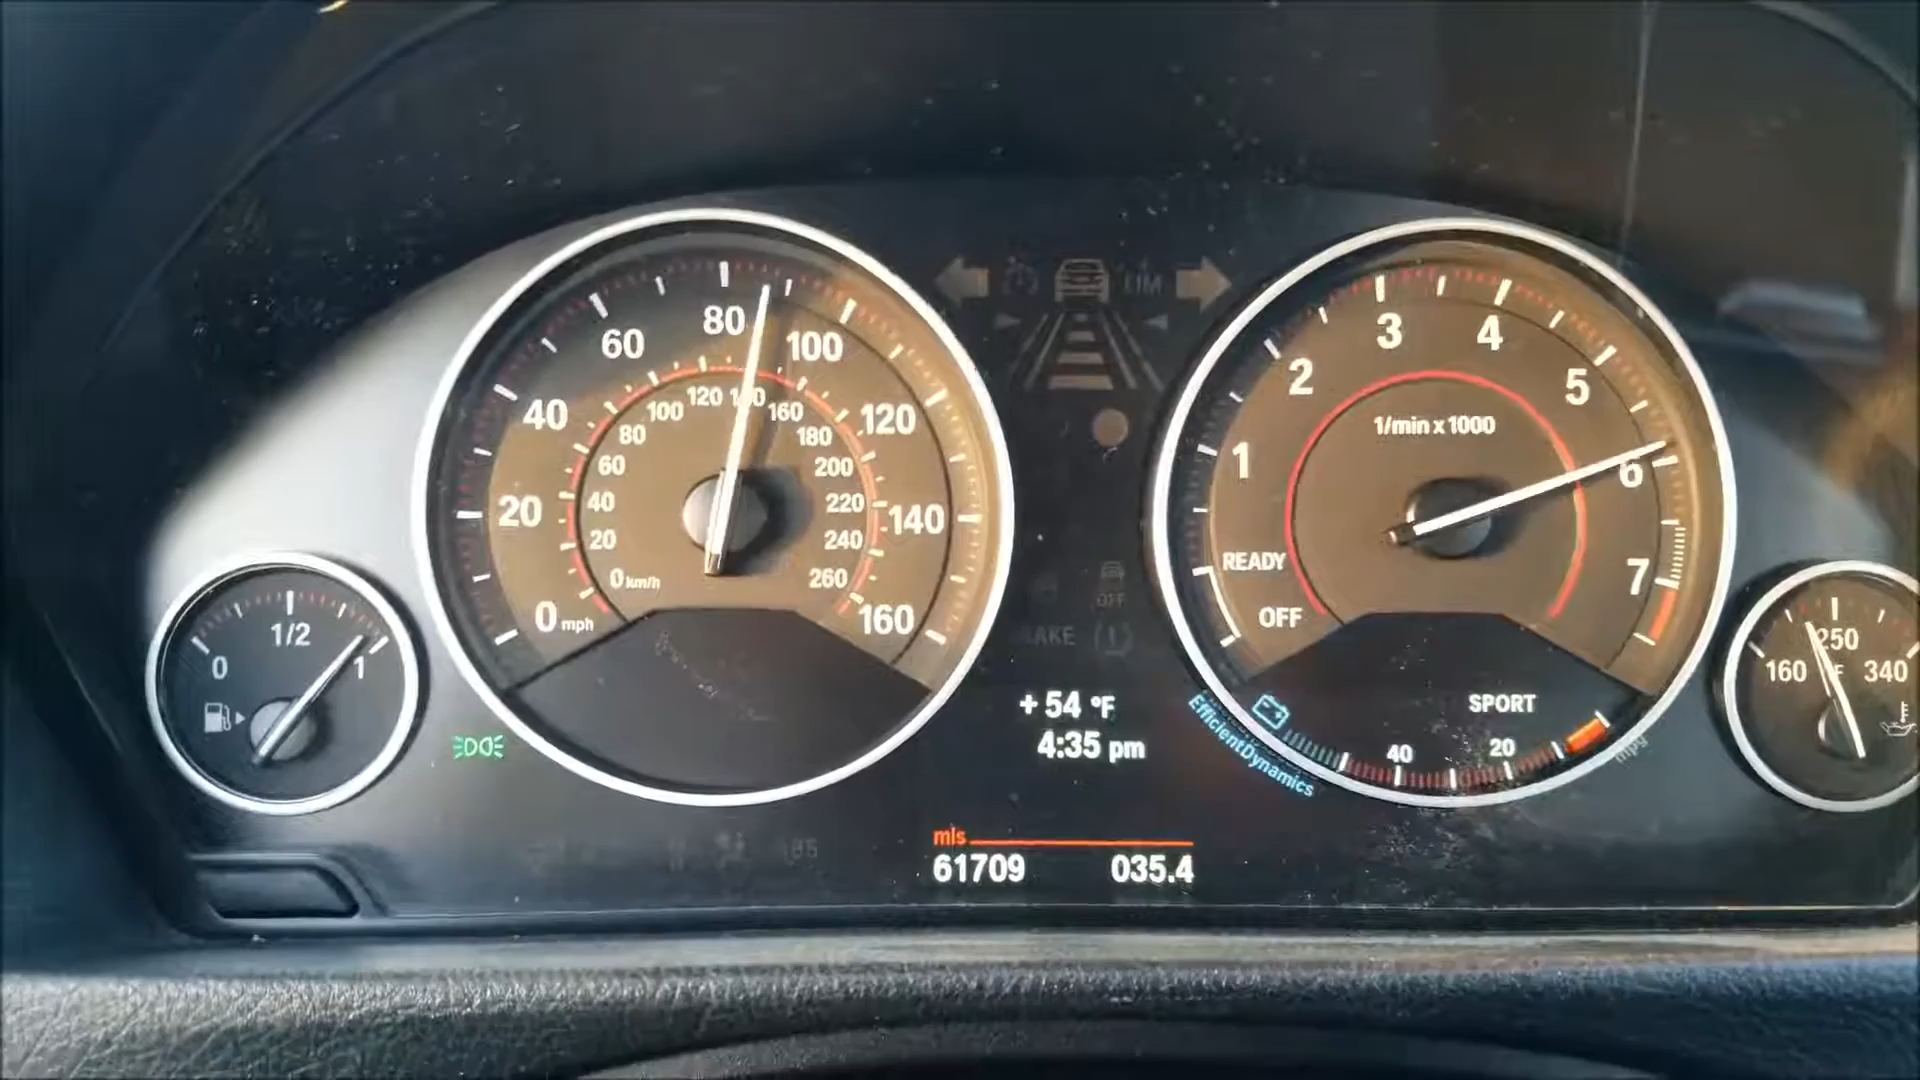 80
60
100
40
120
20
140
0 mph
160
120
160
100
80
180
60
200
40
220
20
240
0 km/h
260
LIM
3
4
2
5
1/min x 1000
1
6
READY
7
OFF
OFF
1/2
0
1
250
160
°F
340
+ 54 °F
4:35 pm
SPORT
40
20
mpg
EfficientDynamics
mls
61709
035.4